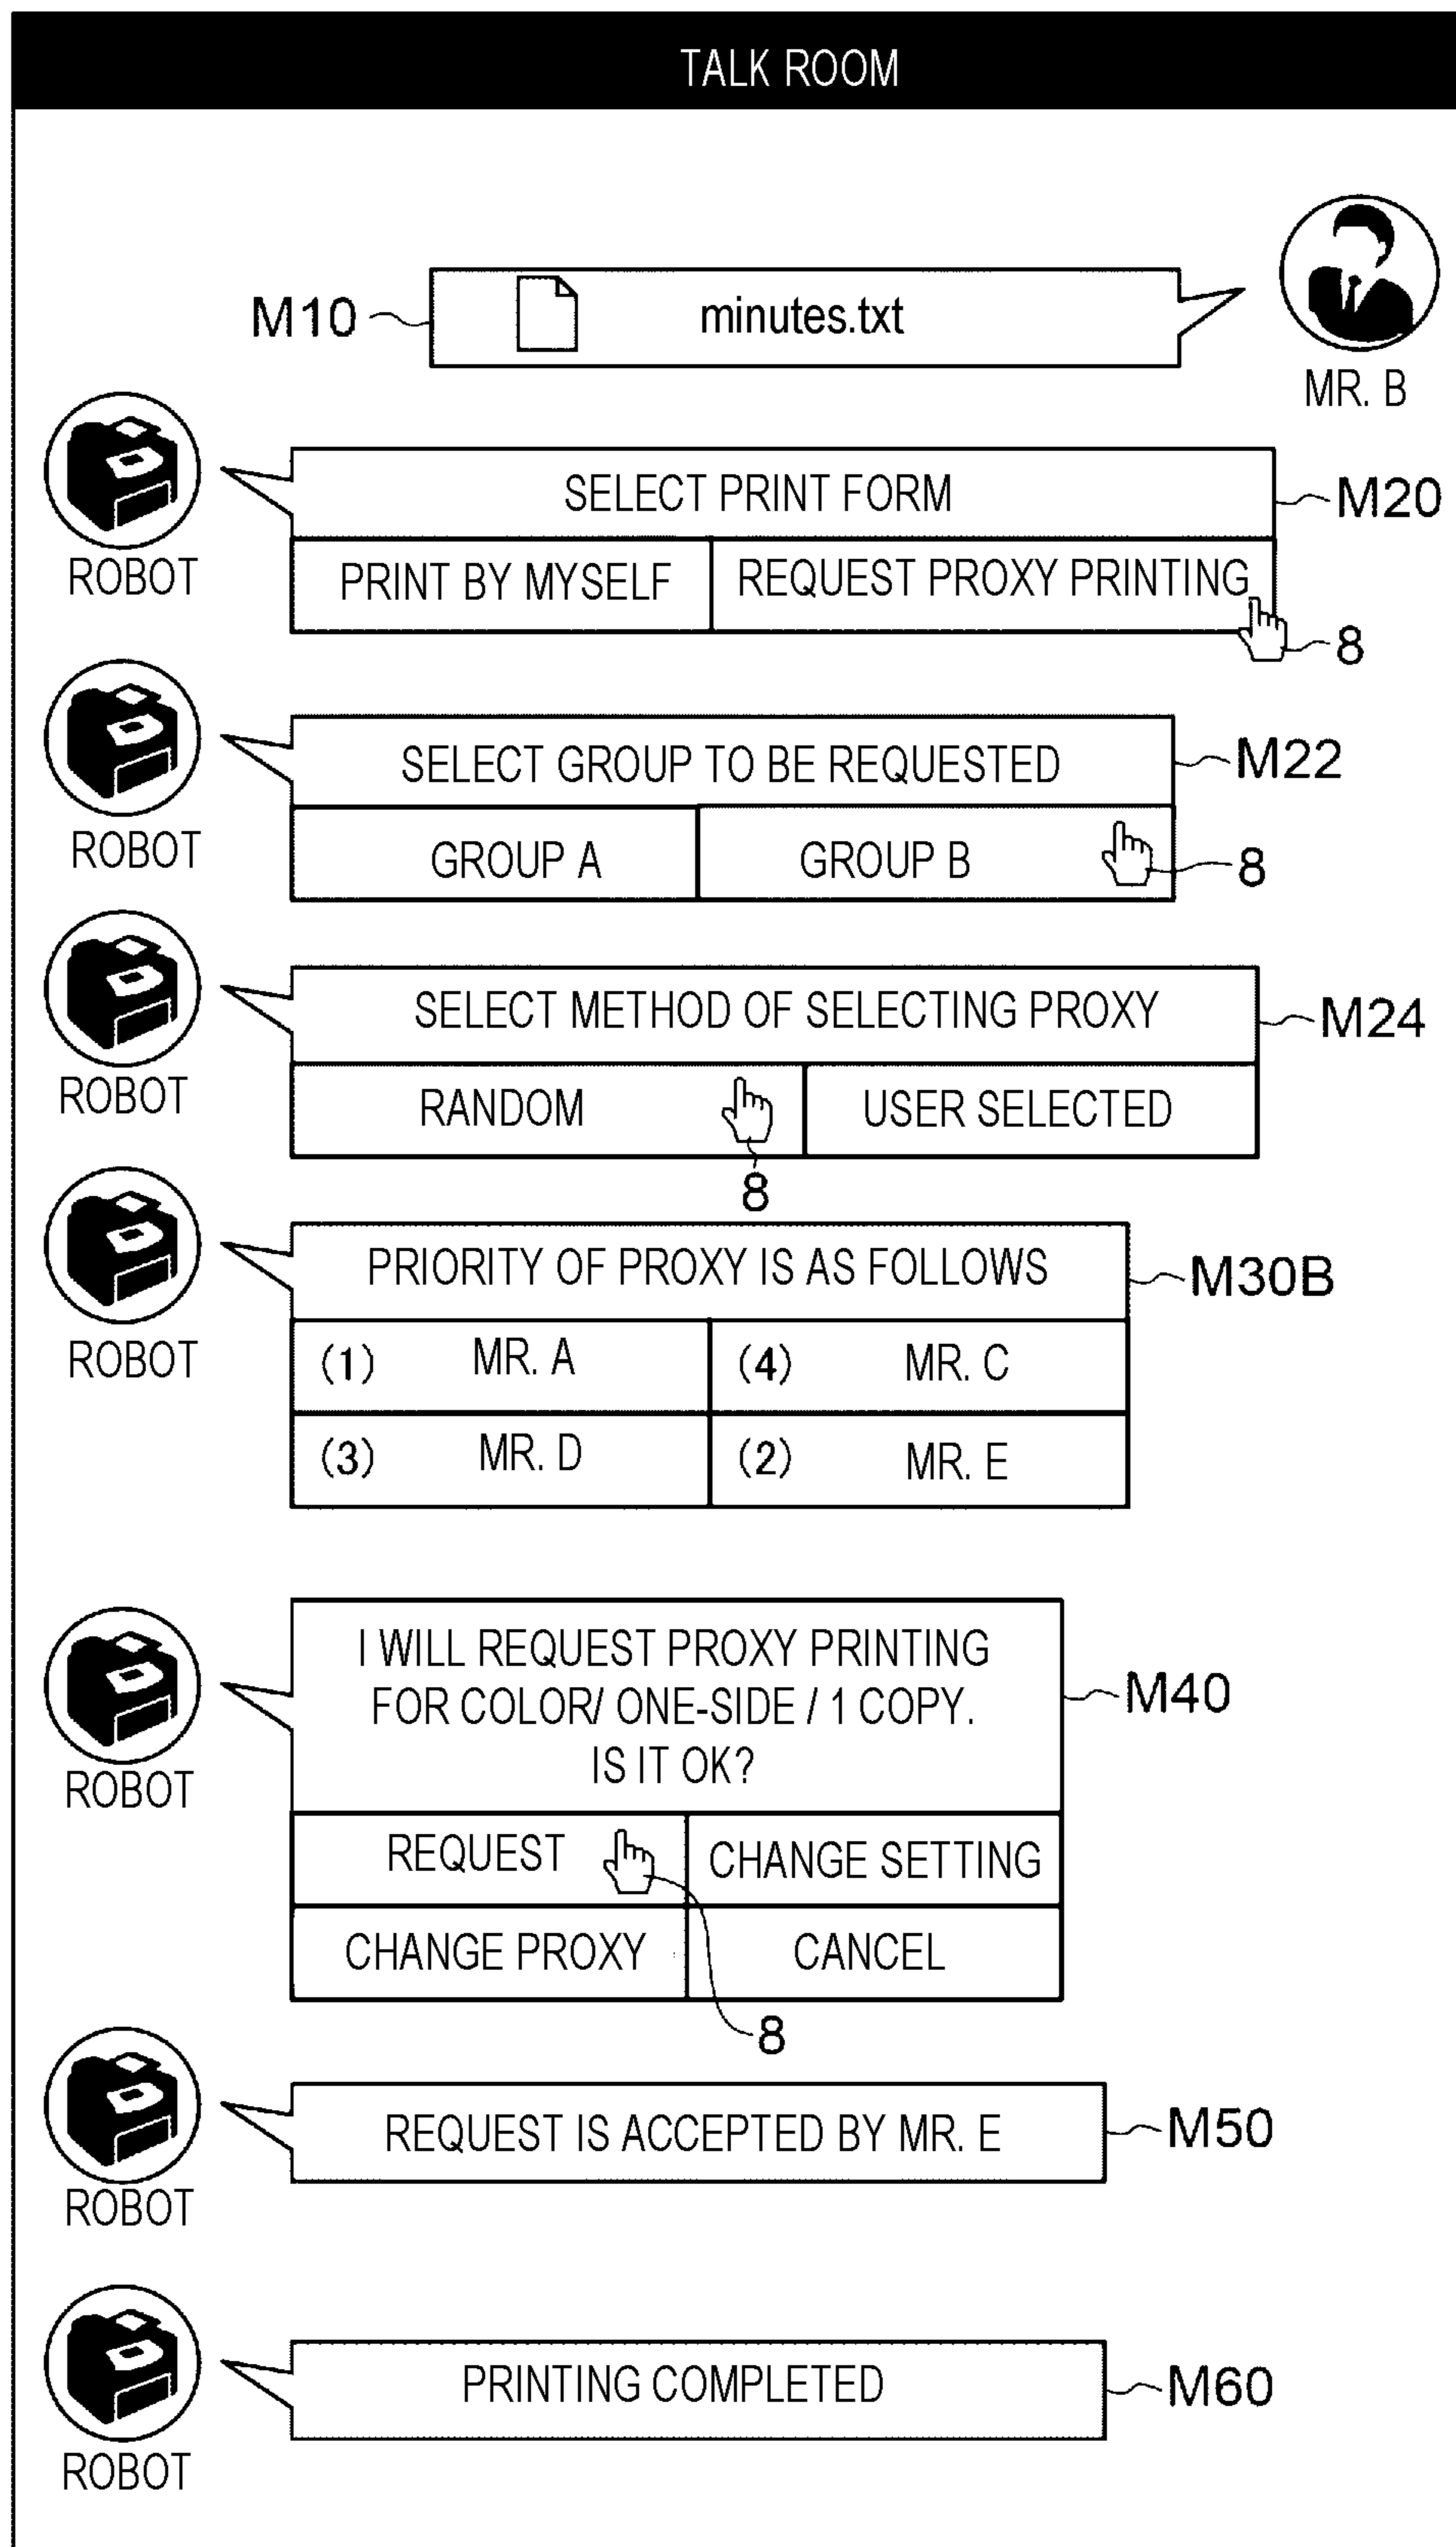 TALK ROOM
M10
minutes.txt
MR. B
ROBOT
SELECT PRINT FORM
M20
PRINT BY MYSELF
REQUEST PROXY PRINTING
8
ROBOT
SELECT GROUP TO BE REQUESTED
M22
GROUP A
GROUP B
8
ROBOT
SELECT METHOD OF SELECTING PROXY
M24
RANDOM
USER SELECTED
8
ROBOT
PRIORITY OF PROXY IS AS FOLLOWS
M30B
(1) MR. A
(4) MR. C
(3) MR. D
(2) MR. E
ROBOT
I WILL REQUEST PROXY PRINTING
FOR COLOR/ ONE-SIDE / 1 COPY.
IS IT OK?
M40
REQUEST
CHANGE SETTING
CHANGE PROXY
CANCEL
8
ROBOT
REQUEST IS ACCEPTED BY MR. E
M50
ROBOT
PRINTING COMPLETED
M60